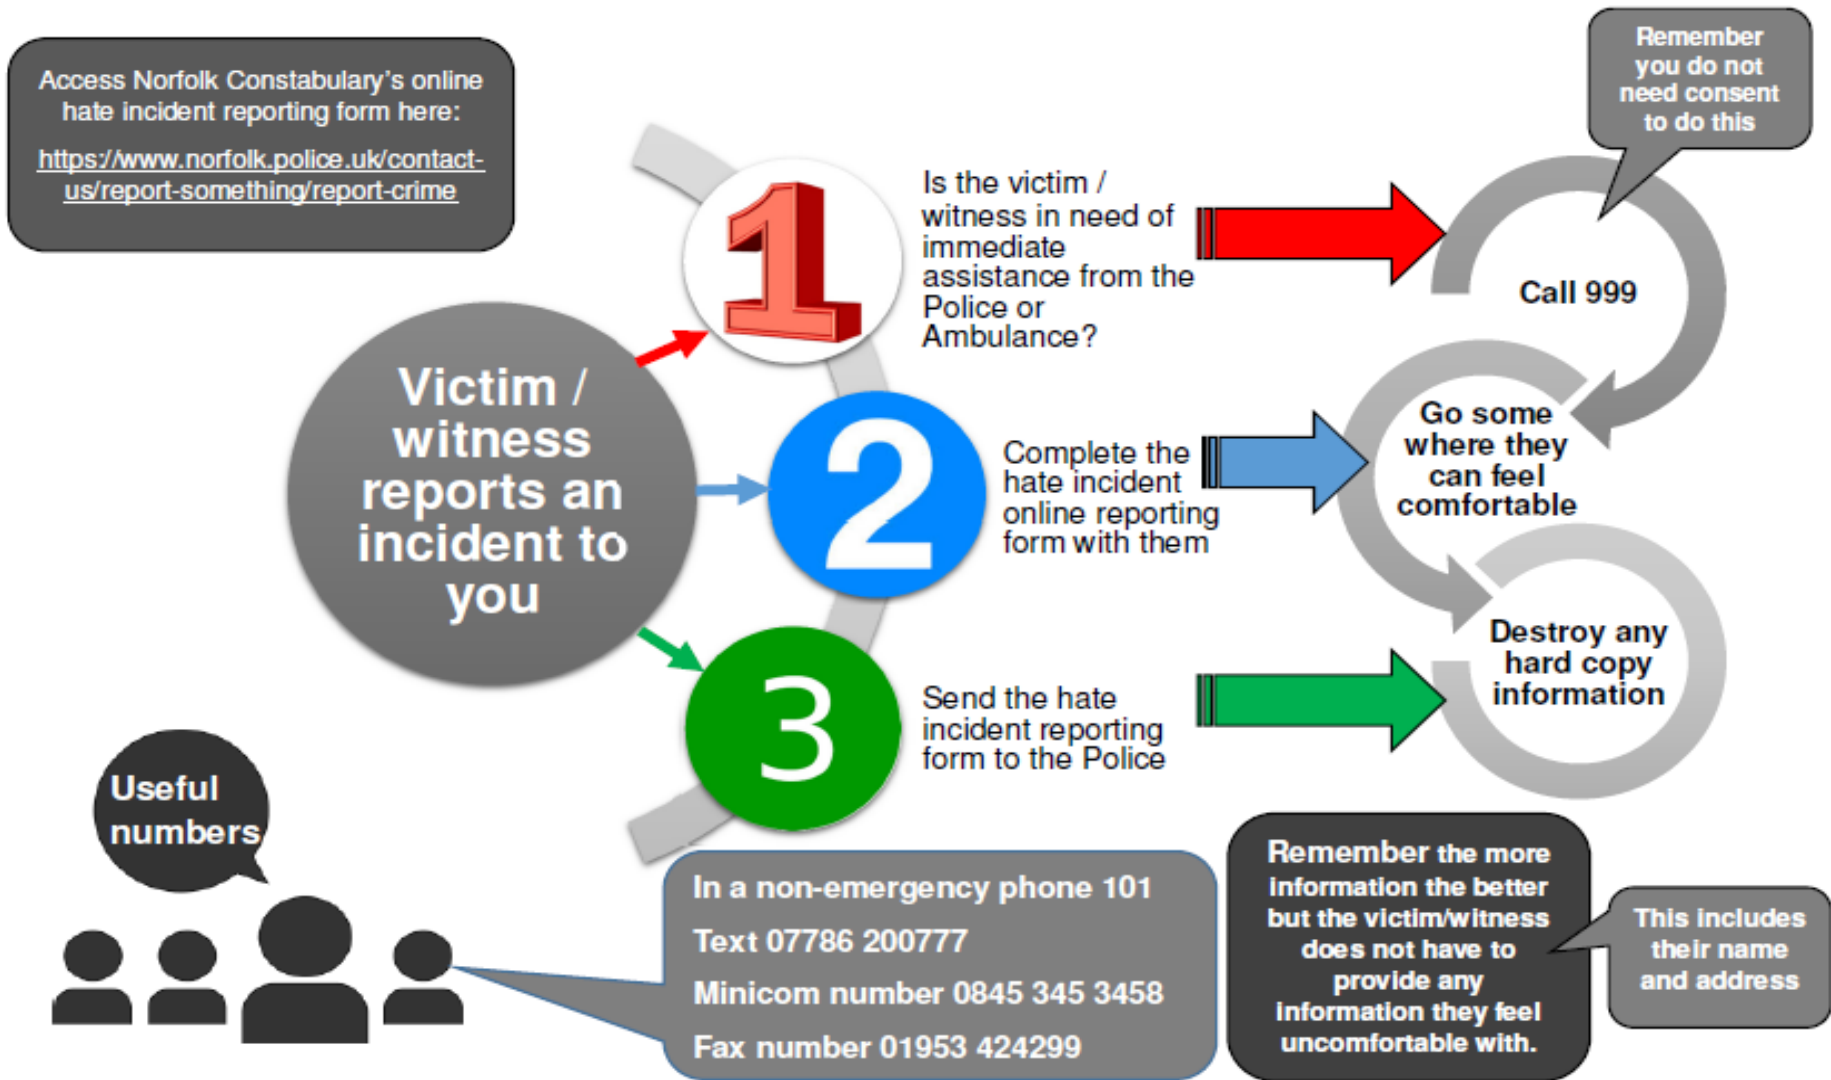 Access Norfolk Constabulary's online
hate incident reporting form here:
https://www.norfolk.police.uk/contact-
us/report-something/report-crime
Remember
you do not
need consent
to do this
Victim /
witness
reports an
incident to
you
1
Is the victim /
witness in need of
immediate
assistance from the
Police or
Ambulance?
Call 999
2
Complete the
hate incident
online reporting
form with them
Go some
where they
can feel
comfortable
3
Send the hate
incident reporting
form to the Police
Destroy any
hard copy
information
Useful
numbers
In a non-emergency phone 101
Text 07786 200777
Minicom number 0845 345 3458
Fax number 01953 424299
Remember the more
information the better
but the victim/witness
does not have to
provide any
information they feel
uncomfortable with.
This includes
their name
and address